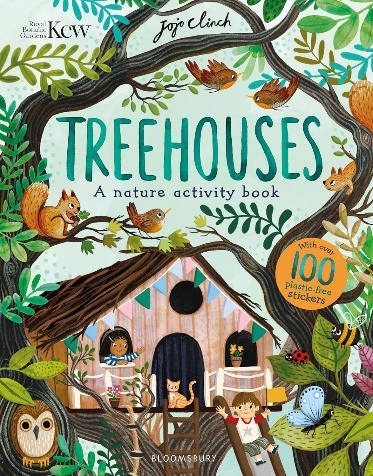 Royal
Botanic
Gardens
Kew
Jojo Clinch
TREEHOUSES
A nature activity book
With over
100
plastic-free
stickers
BLOOMSBURY